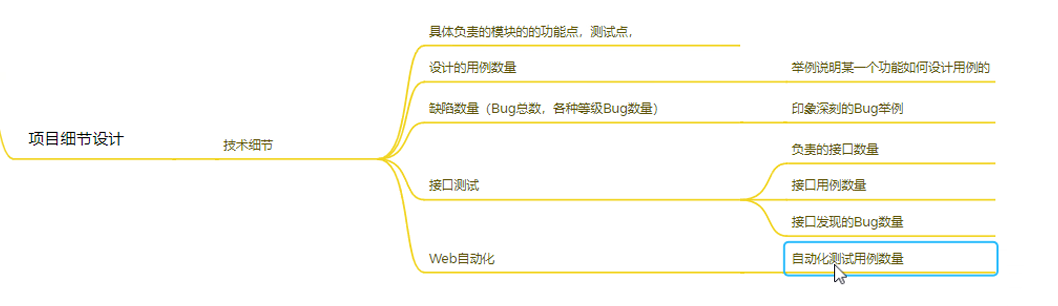 具体负责的模块的的功能点，测试点，
设计的用例数量
举例说明某一个功能如何设计用例的
缺陷数量（Bug总数，各种等级Bug数量）
印象深刻的Bug举例
项目细节设计
技术细节
负责的接口数量
接口测试
接口用例数量
接口发现的Bug数量
Web自动化
自动化测试用例数量